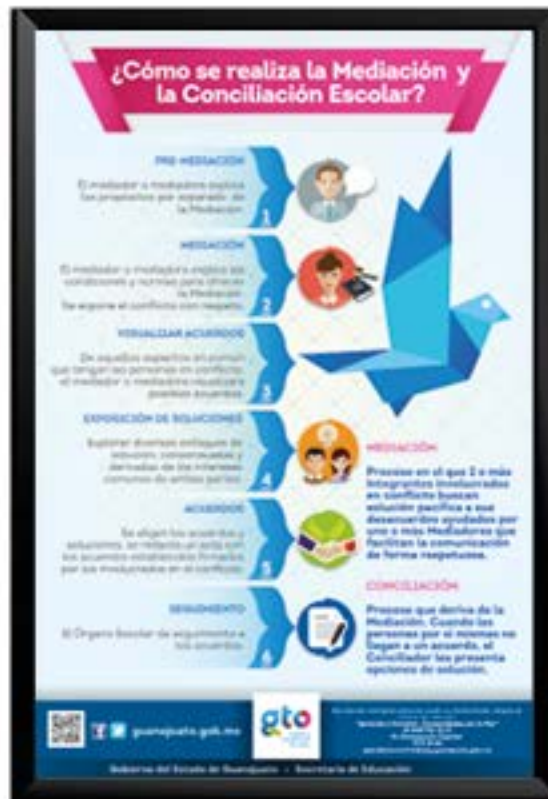 ¿Cómo se realiza la Mediación y
la Conciliación Escolar?
PRE-MEDIACIÓN
El mediador o mediadora explica
los propósitos por separado de
la Mediación.
1
MEDIACIÓN
El mediador o mediadora explica las
condiciones y normas para
la Mediación.
Se expone el conflicto con respeto.
2
VISUALIZAR ACUERDOS
De aquellos aspectos en común
que tengan las personas en conflicto,
el mediador o mediadora visualizará
posibles acuerdos.
3
EXPOSICIÓN DE SOLUCIONES
Explorar diversos enfoques de
solución, consensuados y
derivados de los intereses
comunes de ambas partes.
4
ACUERDOS
Se eligen los acuerdos y
soluciones, se redacta un acta con
los acuerdos establecidos firmados
por los involucrados en el conflicto.
5
SEGUIMIENTO
El Órgano Escolar da seguimiento a
los acuerdos.
6
MEDIACIÓN
Proceso en el que 2 o más
integrantes involucrados
en conflicto buscan
solución pacífica a sus
desacuerdos ayudados por
uno o más Mediadores que
facilitan la comunicación
de forma respetuosa.
CONCILIACIÓN
Proceso que deriva de la
Mediación. Cuando las
personas por sí mismas no
llegan a un acuerdo, el
Conciliador les presenta
opciones de solución.
guanajuato.gob.mx
gto
Gobierno del Estado de Guanajuato • Secretaría de Educación